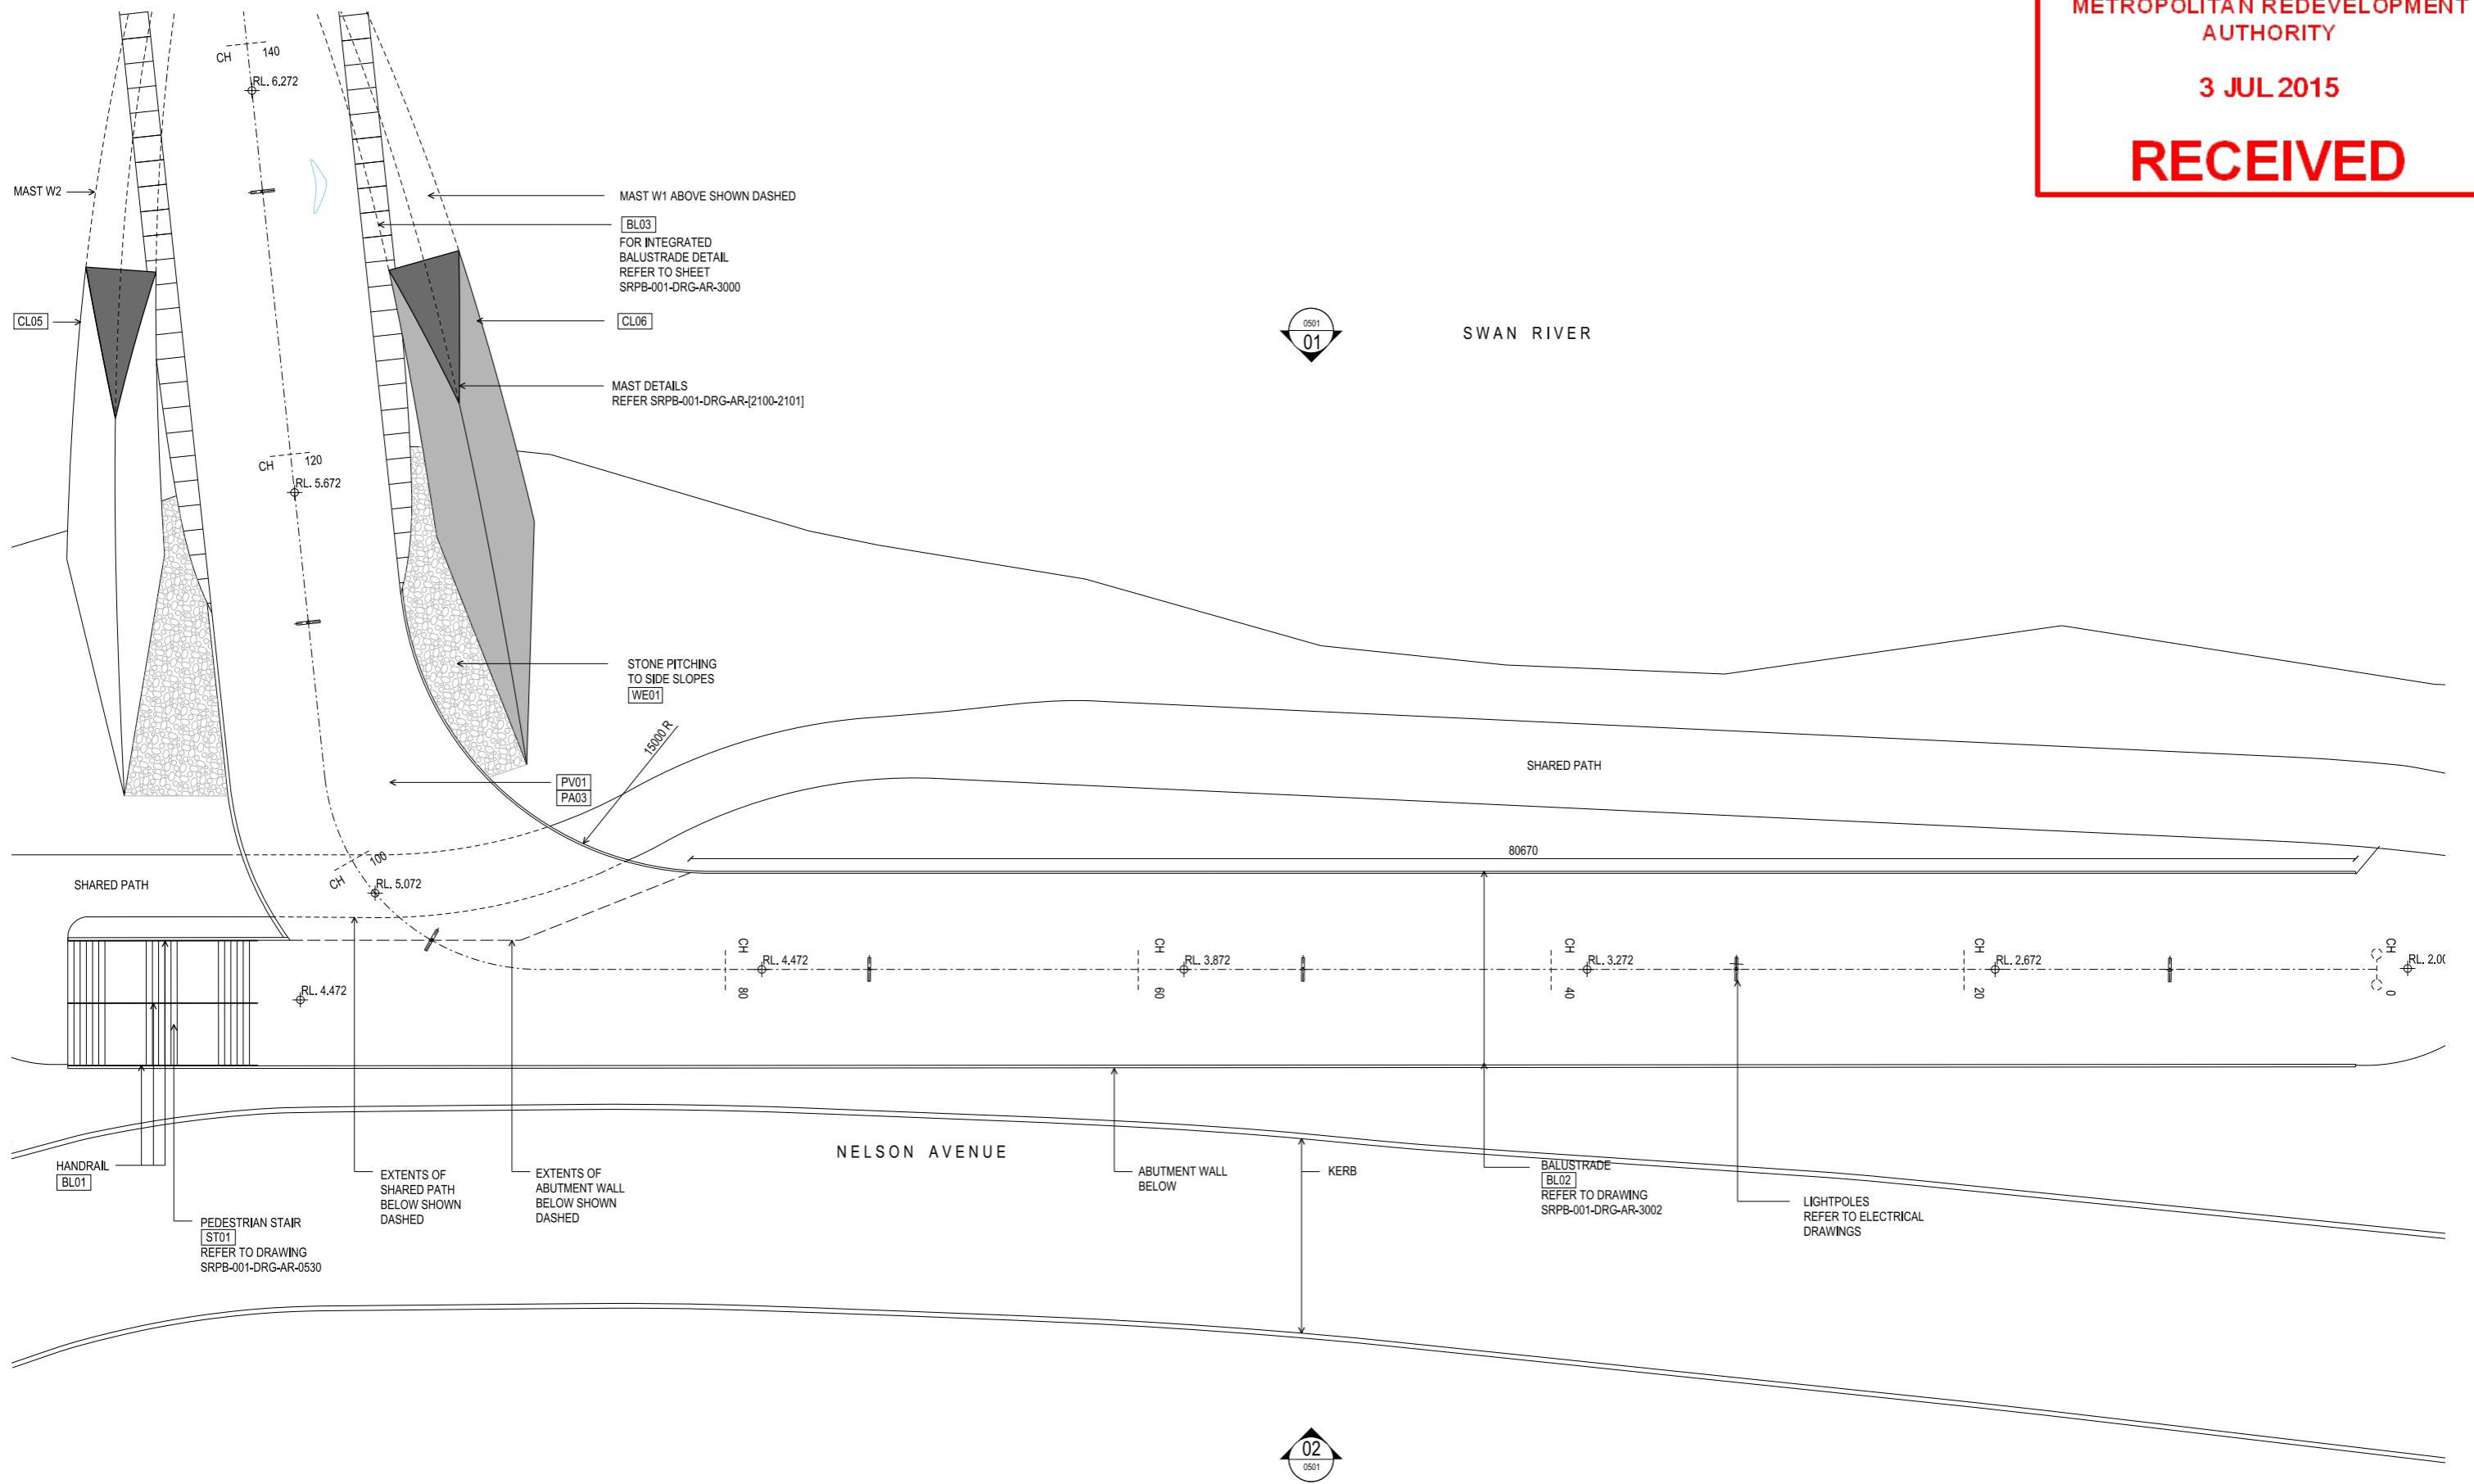 METROPOLITAN REDEVELOPMENT
AUTHORITY
3 JUL 2015
RECEIVED
CH 140
RL. 6.272
MAST W2
MAST W1 ABOVE SHOWN DASHED
BL03
FOR INTEGRATED
BALUSTRADE DETAIL
REFER TO SHEET
SRPB-001-DRG-AR-3000
CL05
CL06
0501
01
SWAN RIVER
MAST DETAILS
REFER SRPB-001-DRG-AR-[2100-2101]
CH 120
RL. 5.672
STONE PITCHING
TO SIDE SLOPES
WE01
15000 R
PV01
PA03
SHARED PATH
CH 100
RL. 5.072
SHARED PATH
80670
CH 80
RL. 4.472
CH 60
RL. 3.872
CH 40
RL. 3.272
CH 20
RL. 2.672
CH 0
RL. 2.0
RL. 4.472
NELSON AVENUE
HANDRAIL
BL01
PEDESTRIAN STAIR
ST01
REFER TO DRAWING
SRPB-001-DRG-AR-0530
EXTENTS OF
SHARED PATH
BELOW SHOWN
DASHED
EXTENTS OF
ABUTMENT WALL
BELOW SHOWN
DASHED
ABUTMENT WALL
BELOW
KERB
BALUSTRADE
BL02
REFER TO DRAWING
SRPB-001-DRG-AR-3002
LIGHTPOLES
REFER TO ELECTRICAL
DRAWINGS
02
0501